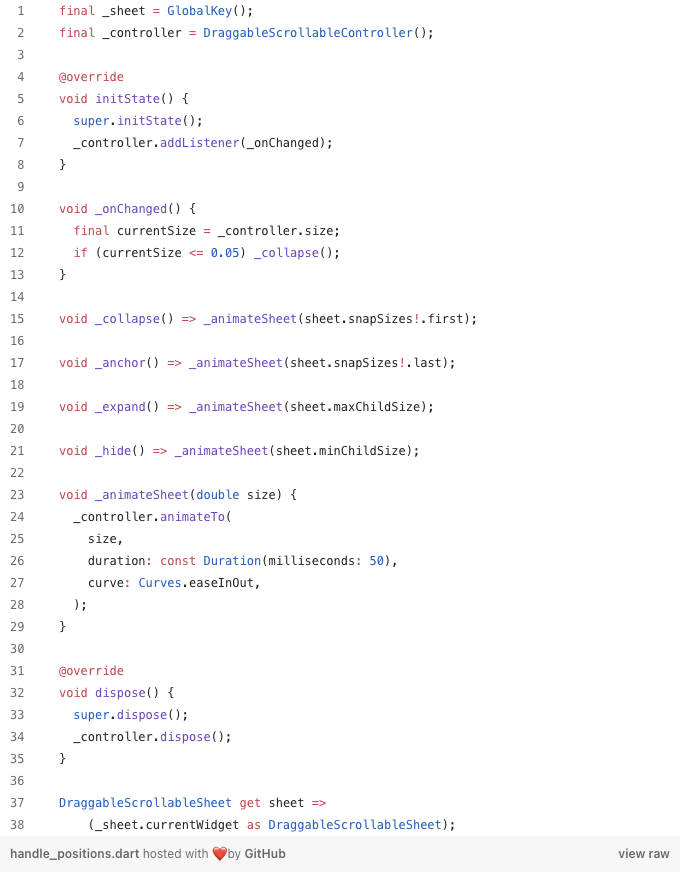 1 final _sheet = GlobalKey();
2 final _controller = DraggableScrollableController();
3
4 @override
5 void initState() {
6   super.initState();
7   _controller.addListener(_onChanged);
8 }
9
10 void _onChanged() {
11   final currentSize = _controller.size;
12   if (currentSize <= 0.05) _collapse();
13 }
14
15 void _collapse() => _animateSheet(sheet.snapSizes!.first);
16
17 void _anchor() => _animateSheet(sheet.snapSizes!.last);
18
19 void _expand() => _animateSheet(sheet.maxChildSize);
20
21 void _hide() => _animateSheet(sheet.minChildSize);
22
23 void _animateSheet(double size) {
24   _controller.animateTo(
25     size,
26     duration: const Duration(milliseconds: 50),
27     curve: Curves.easeInOut,
28   );
29 }
30
31 @override
32 void dispose() {
33   super.dispose();
34   _controller.dispose();
35 }
36
37 DraggableScrollableSheet get sheet =>
38     (_sheet.currentWidget as DraggableScrollableSheet);
handle_positions.dart hosted with ❤ by GitHub view raw